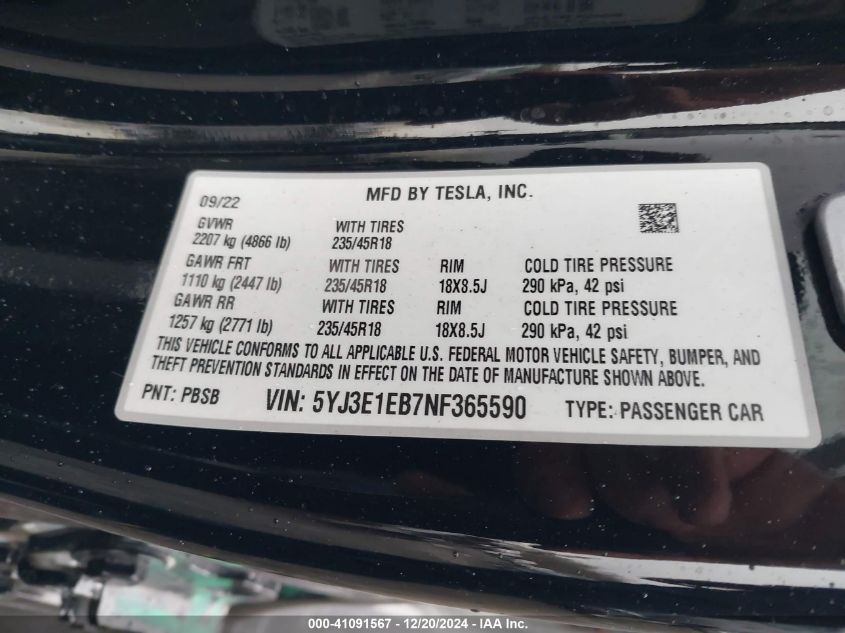 09/22
MFD BY TESLA, INC.
GVWR
2207 kg (4866 lb)
WITH TIRES
235/45R18
GAWR FRT
1110 kg (2447 lb)
WITH TIRES
235/45R18
RIM
18X8.5J
COLD TIRE PRESSURE
290 kPa, 42 psi
GAWR RR
1257 kg (2771 lb)
WITH TIRES
235/45R18
RIM
18X8.5J
COLD TIRE PRESSURE
290 kPa, 42 psi
THIS VEHICLE CONFORMS TO ALL APPLICABLE U.S. FEDERAL MOTOR VEHICLE SAFETY, BUMPER, AND
THEFT PREVENTION STANDARDS IN EFFECT ON THE DATE OF MANUFACTURE SHOWN ABOVE.
PNT: PBSB
VIN: 5YJ3E1EB7NF365590
TYPE: PASSENGER CAR
000-41091567 - 12/20/2024 - 1786907